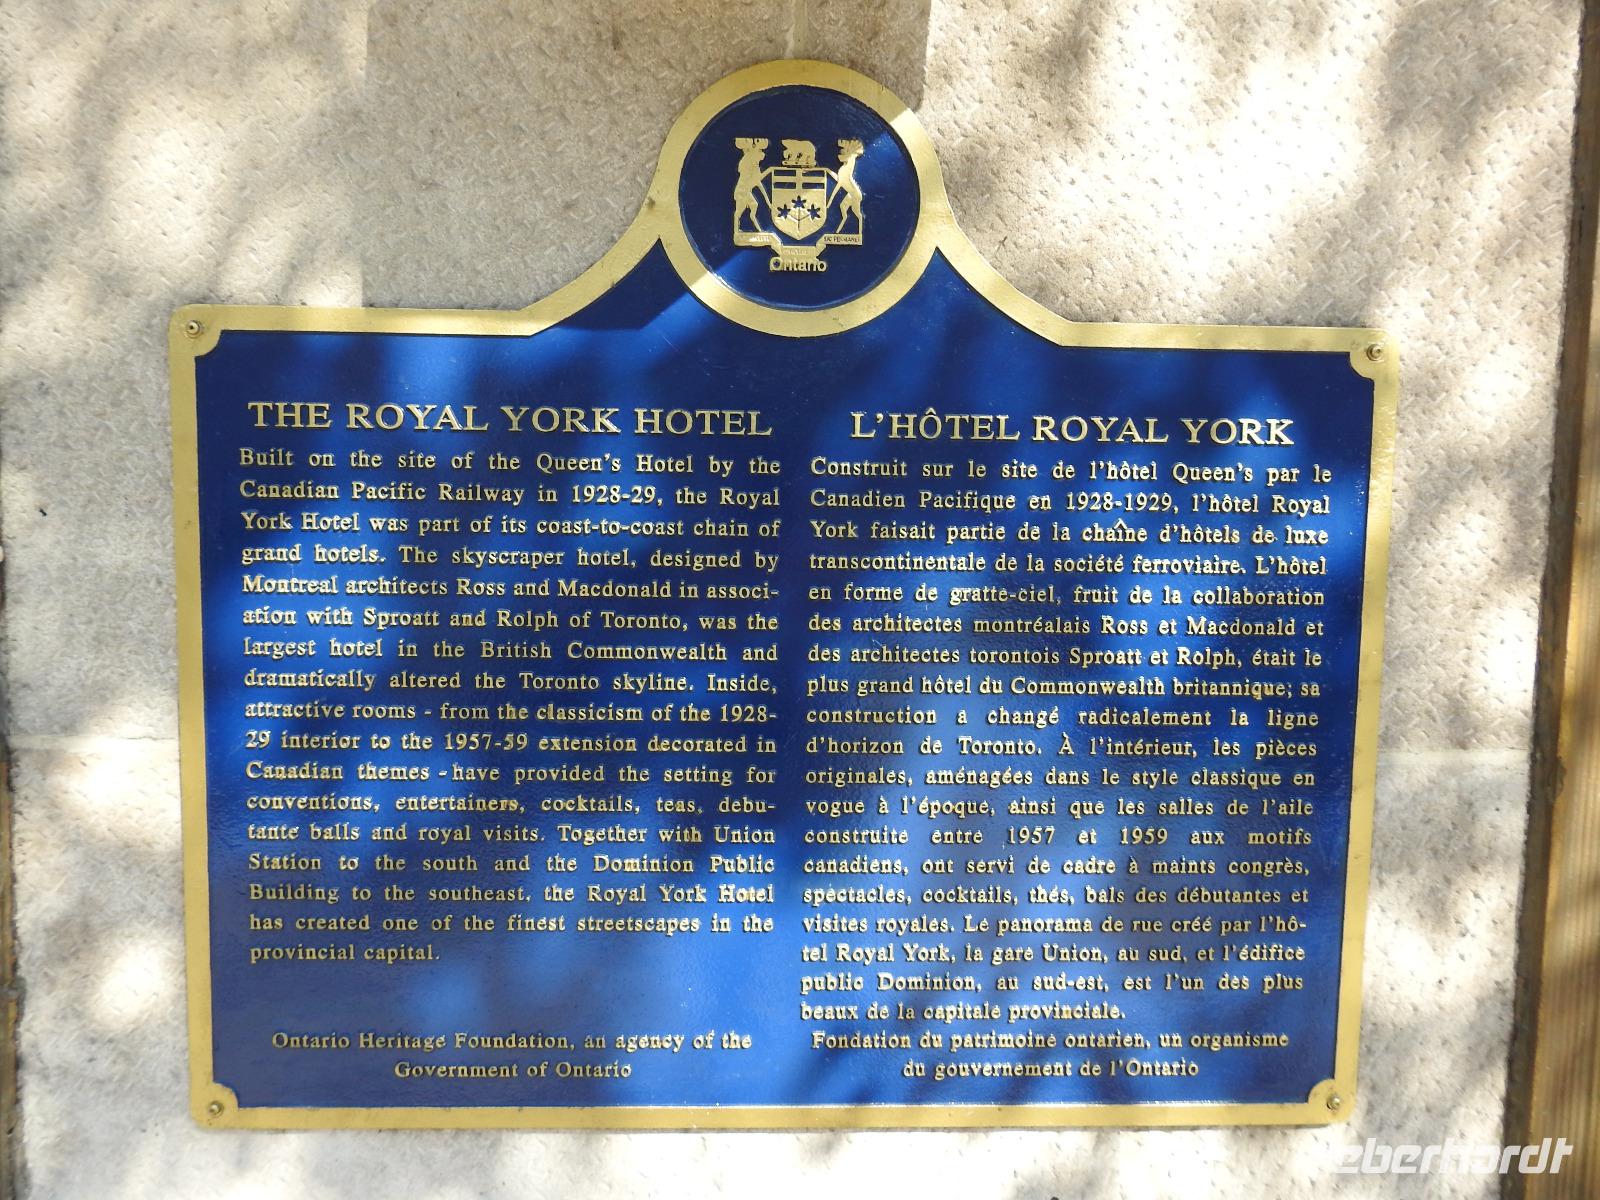 Ontario
THE ROYAL YORK HOTEL
Built on the site of the Queen's Hotel by the
Canadian Pacific Railway in 1928-29, the Royal
York Hotel was part of its coast-to-coast chain of
grand hotels. The skyscraper hotel, designed by
Montreal architects Ross and Macdonald in associ-
ation with Sproatt and Rolph of Toronto, was the
largest hotel in the British Commonwealth and
dramatically altered the Toronto skyline. Inside,
attractive rooms - from the classicism of the 1928-
29 interior to the 1957-59 extension decorated in
Canadian themes - have provided the setting for
conventions, entertainers, cocktails, teas, debu-
tante balls and royal visits. Together with Union
Station to the south and the Dominion Public
Building to the southeast, the Royal York Hotel
has created one of the finest streetscapes in the
provincial capital.
Ontario Heritage Foundation, an agency of the
Government of Ontario
L'HÔTEL ROYAL YORK
Construit sur le site de l'hôtel Queen's par le
Canadien Pacifique en 1928-1929, l'hôtel Royal
York faisait partie de la chaîne d'hôtels de luxe
transcontinentale de la société ferroviaire. L'hôtel
en forme de gratte-ciel, fruit de la collaboration
des architectes montréalais Ross et Macdonald et
des architectes torontois Sproatt et Rolph, était le
plus grand hôtel du Commonwealth britannique; sa
construction a changé radicalement la ligne
d'horizon de Toronto. À l'intérieur, les pièces
originales, aménagées dans le style classique en
vogue à l'époque, ainsi que les salles de l'aile
construite entre 1957 et 1959 aux motifs
canadiens, ont servi de cadre à maints congrès,
spectacles, cocktails, thés, bals des débutantes et
visites royales. Le panorama de rue créé par l'hô-
tel Royal York, la gare Union, au sud, et l'édifice
public Dominion, au sud-est, est l'un des plus
beaux de la capitale provinciale.
Fondation du patrimoine ontarien, un organisme
du gouvernement de l'Ontario
eberhardt